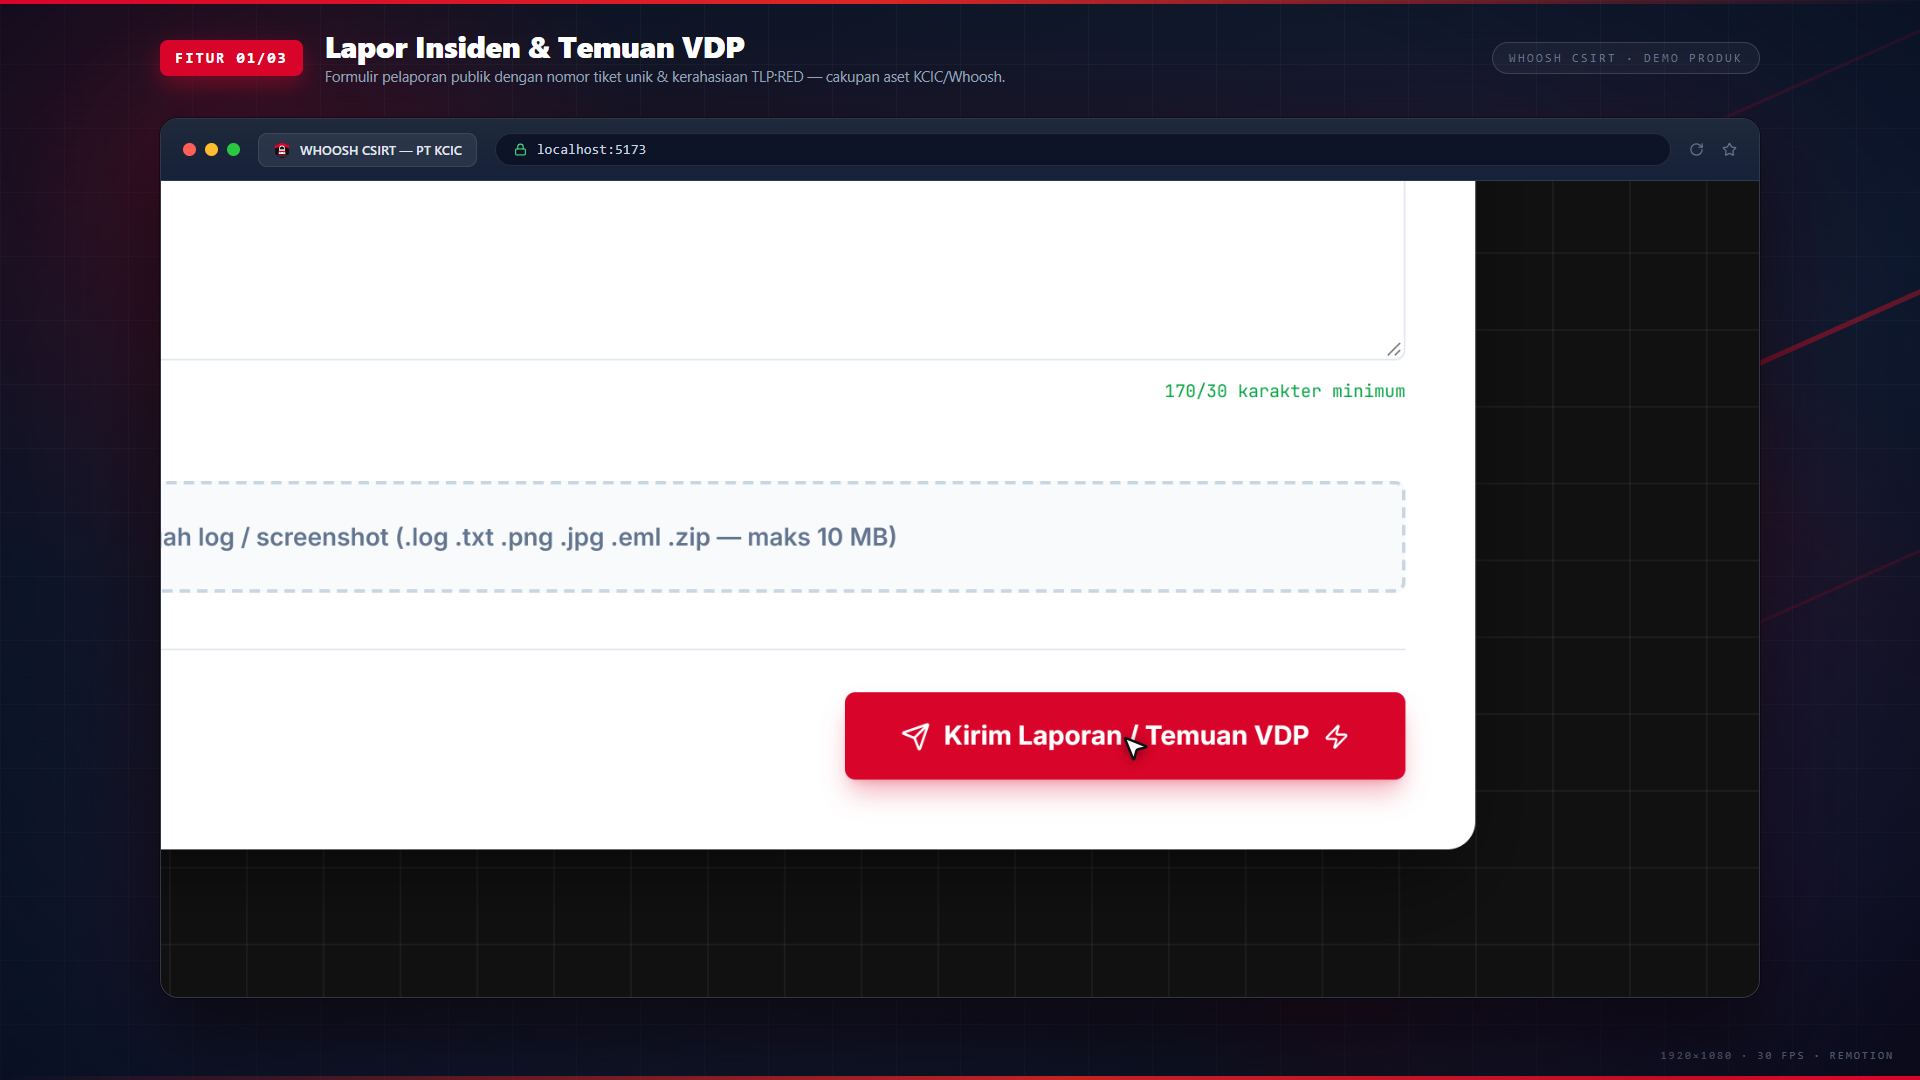 FITUR 01/03
Lapor Insiden & Temuan VDP
Formulir pelaporan publik dengan nomor tiket unik & kerahasiaan TLP:RED — cakupan aset KCIC/Whoosh.
WHOOSH CSIRT · DEMO PRODUK
WHOOSH CSIRT — PT KCIC
localhost:5173
170/30 karakter minimum
ah log / screenshot (.log .txt .png .jpg .eml .zip — maks 10 MB)
Kirim Laporan / Temuan VDP
1920×1080 · 30 FPS · REMOTION